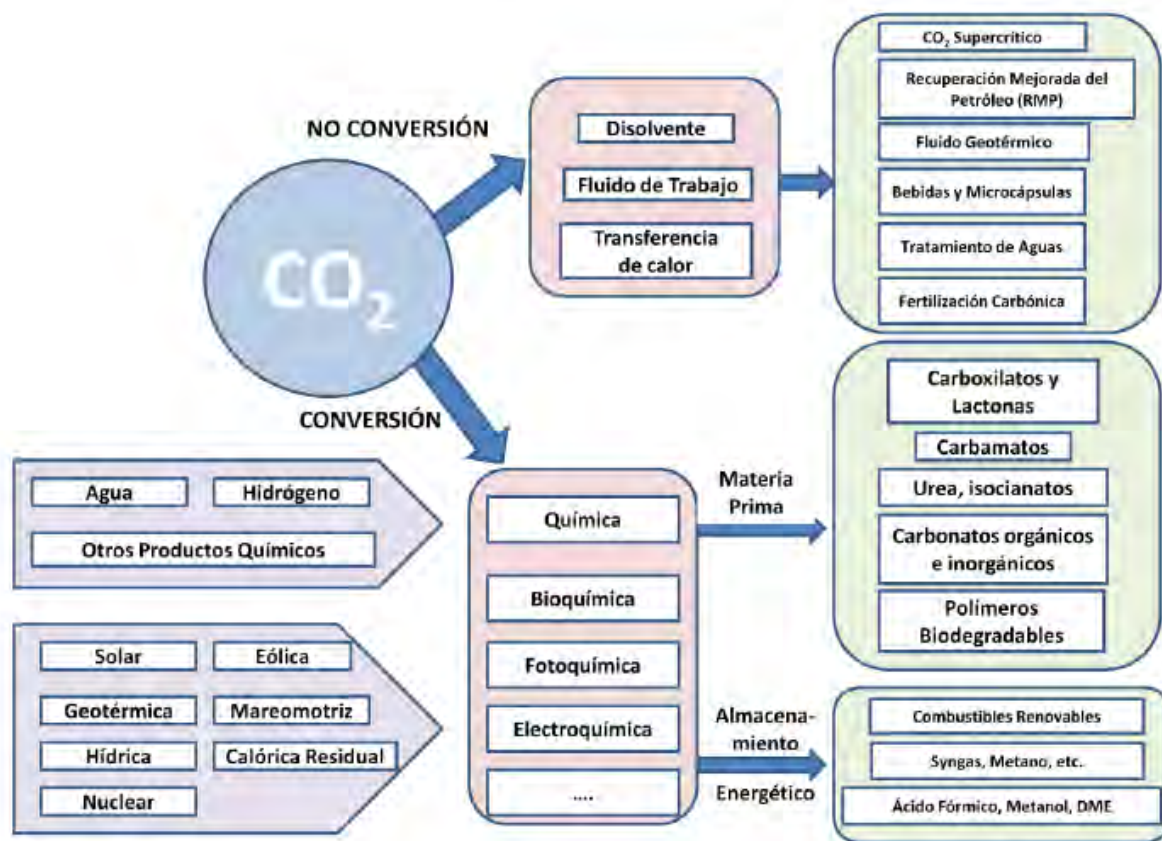 CO2 Supercrítico
Recuperación Mejorada del
Petróleo (RMP)
NO CONVERSIÓN
Disolvente
Fluido Geotérmico
Fluido de Trabajo
Bebidas y Microcápsulas
Transferencia
de calor
Tratamiento de Aguas
CO2
Fertilización Carbónica
CONVERSIÓN
Carboxilatos y
Lactonas
Carbamatos
Agua
Hidrógeno
Otros Productos Químicos
Química
Materia
Prima
Urea, isocianatos
Carbonatos orgánicos
e inorgánicos
Bioquímica
Polímeros
Biodegradables
Solar
Eólica
Fotoquímica
Geotérmica
Mareomotriz
Electroquímica
Almacena-
miento
Energético
Combustibles Renovables
Hídrica
Calórica Residual
Syngas, Metano, etc.
Nuclear
....
Ácido Fórmico, Metanol, DME